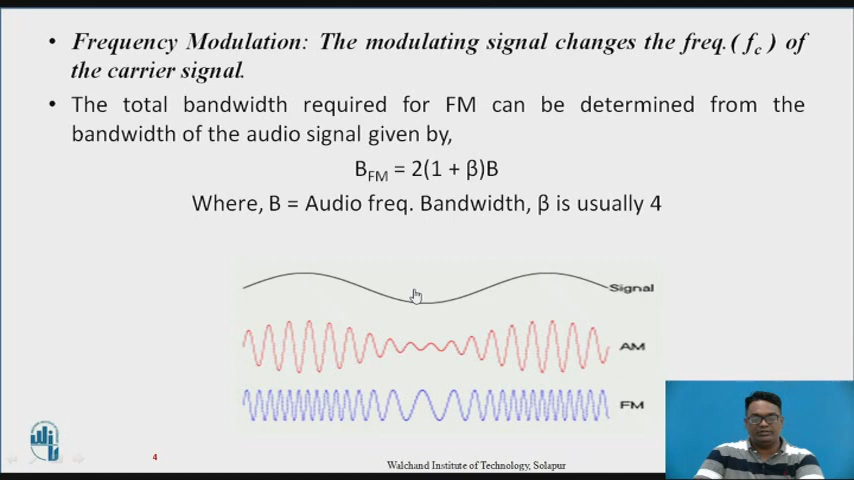 • Frequency Modulation: The modulating signal changes the freq.( fc ) of
the carrier signal.
• The total bandwidth required for FM can be determined from the
bandwidth of the audio signal given by,
BFM = 2(1 + β)B
Where, B = Audio freq. Bandwidth, β is usually 4
Signal
AM
FM
4
Walchand Institute of Technology, Solapur